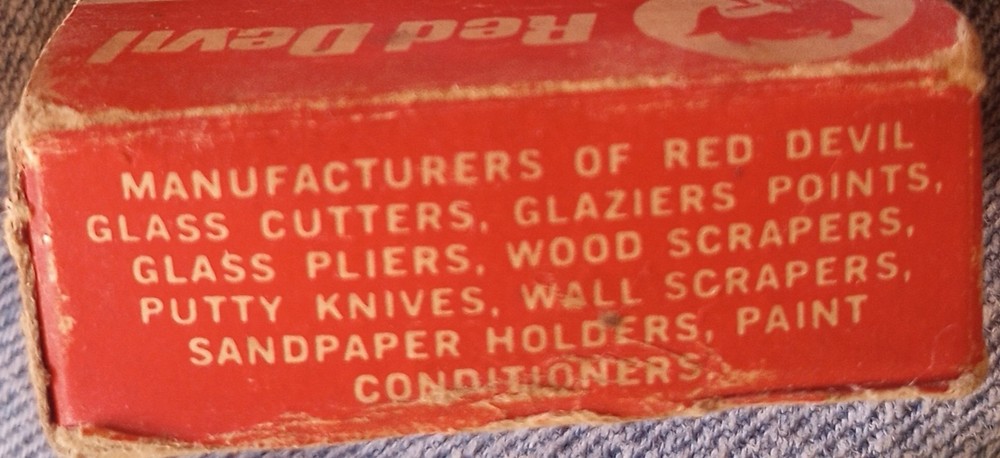 Red Devil
MANUFACTURERS OF RED DEVIL
GLASS CUTTERS, GLAZIERS POINTS,
GLASS PLIERS, WOOD SCRAPERS,
PUTTY KNIVES, WALL SCRAPERS,
SANDPAPER HOLDERS, PAINT
CONDITIONERS.